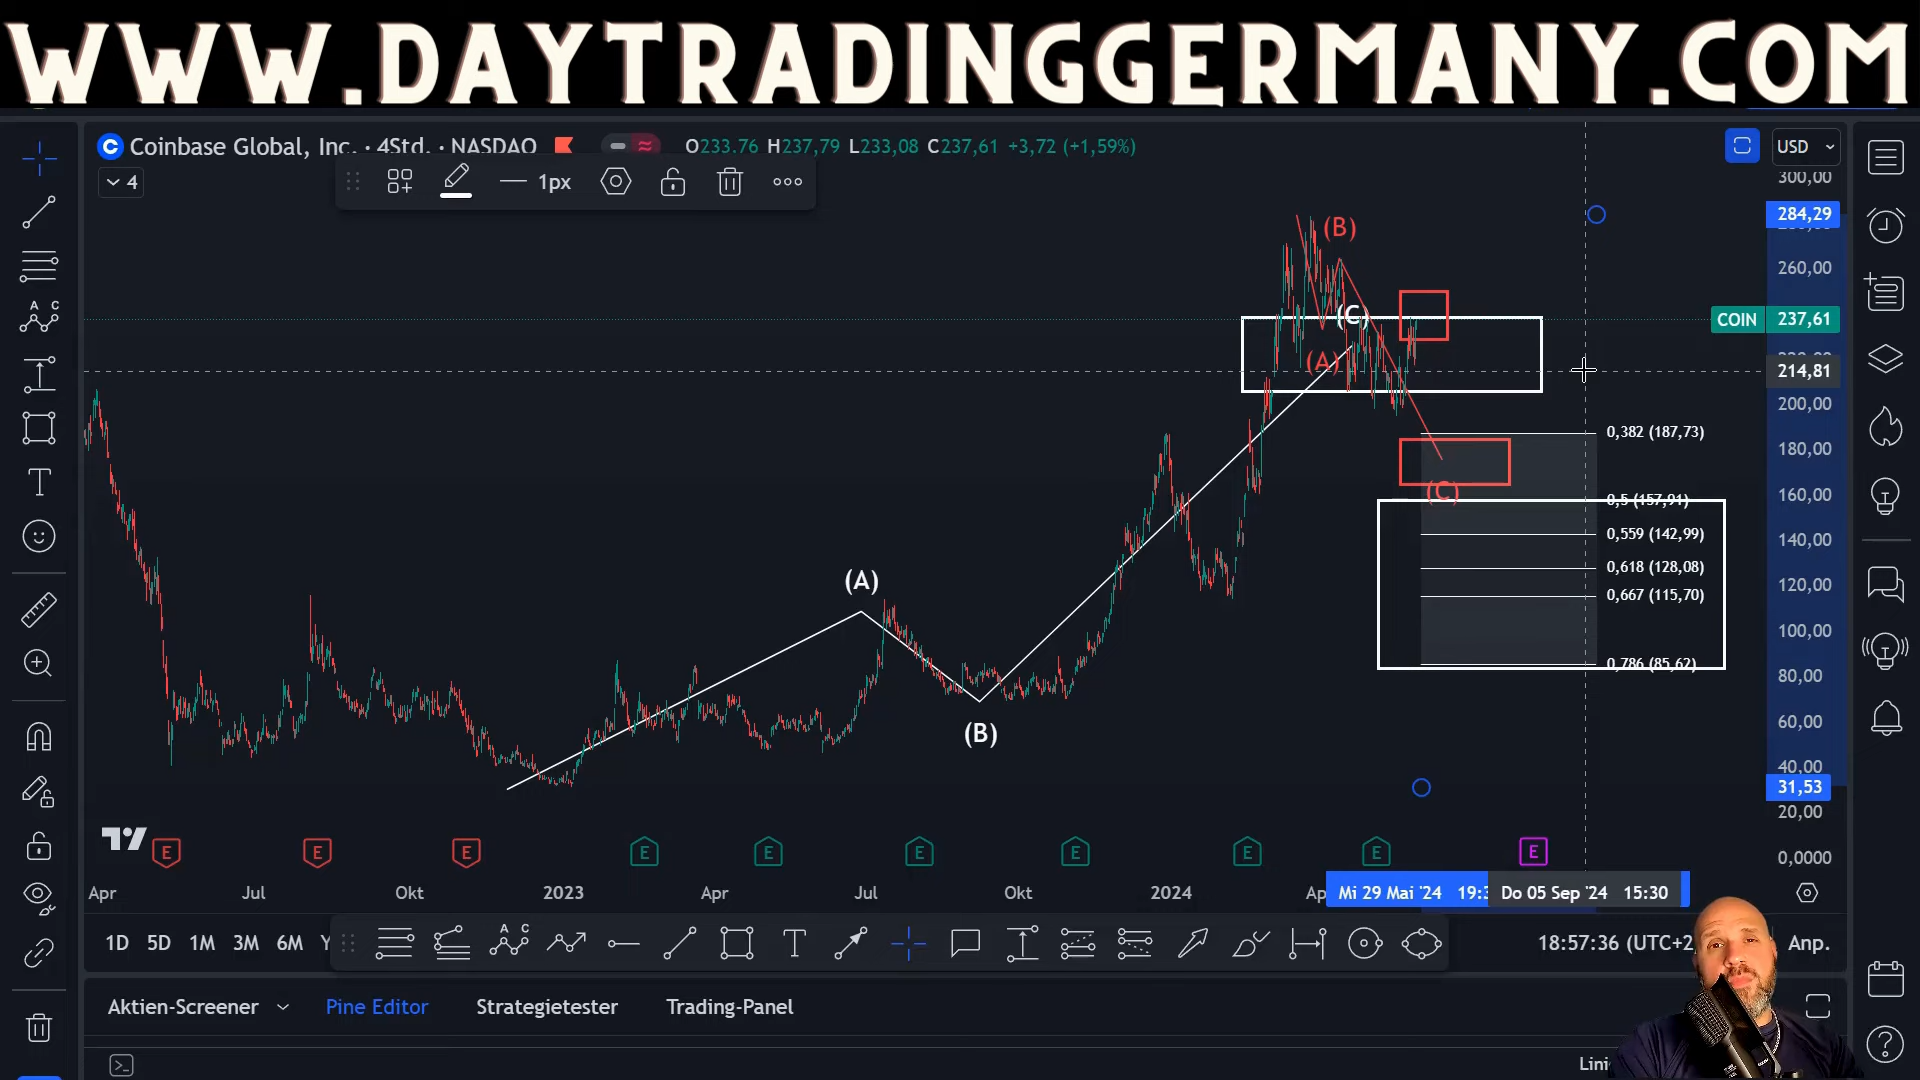 WWW.DAYTRADINGGERMANY.COM
Coinbase Global, Inc. · 4Std. · NASDAQ
O233.76 H237,79 L233,08 C237,61 +3,72 (+1,59%)
USD
4
1px
300,00
284,29
260,00
COIN 237,61
214,81
200,00
180,00
160,00
140,00
120,00
100,00
80,00
60,00
40,00
31,53
20,00
0,0000
(B)
(C)
(A)
(C)
(A)
(B)
0,382 (187,73)
0,5 (157,91)
0,559 (142,99)
0,618 (128,08)
0,667 (115,70)
0,786 (85,62)
E E E E E E E E E E
Apr Jul Okt 2023 Apr Jul Okt 2024 Mi 29 Mai '24 Do 05 Sep '24 15:30
1D 5D 1M 3M 6M
18:57:36 (UTC+2 Anp.
Aktien-Screener Pine Editor Strategietester Trading-Panel